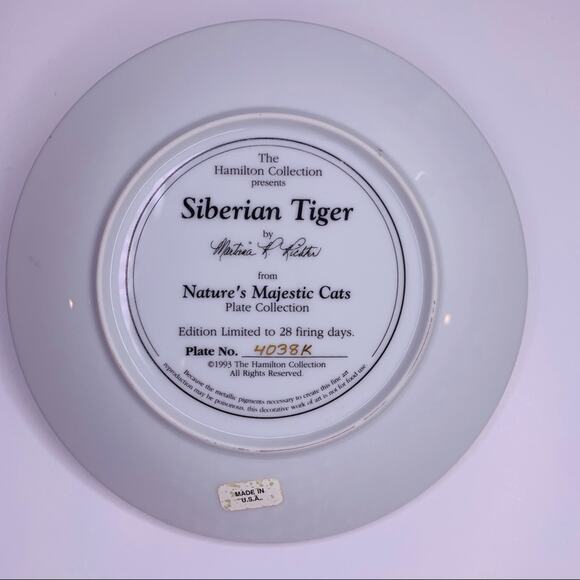 The
Hamilton Collection
presents
Siberian Tiger
by
Martina R. Richter
from
Nature's Majestic Cats
Plate Collection
Edition Limited to 28 firing days.
Plate No. 4038K
©1993 The Hamilton Collection
All Rights Reserved.
Because the metallic pigments necessary to create this fine art
reproduction may be poisonous, this decorative work of art is not for food use.
MADE IN
U.S.A.